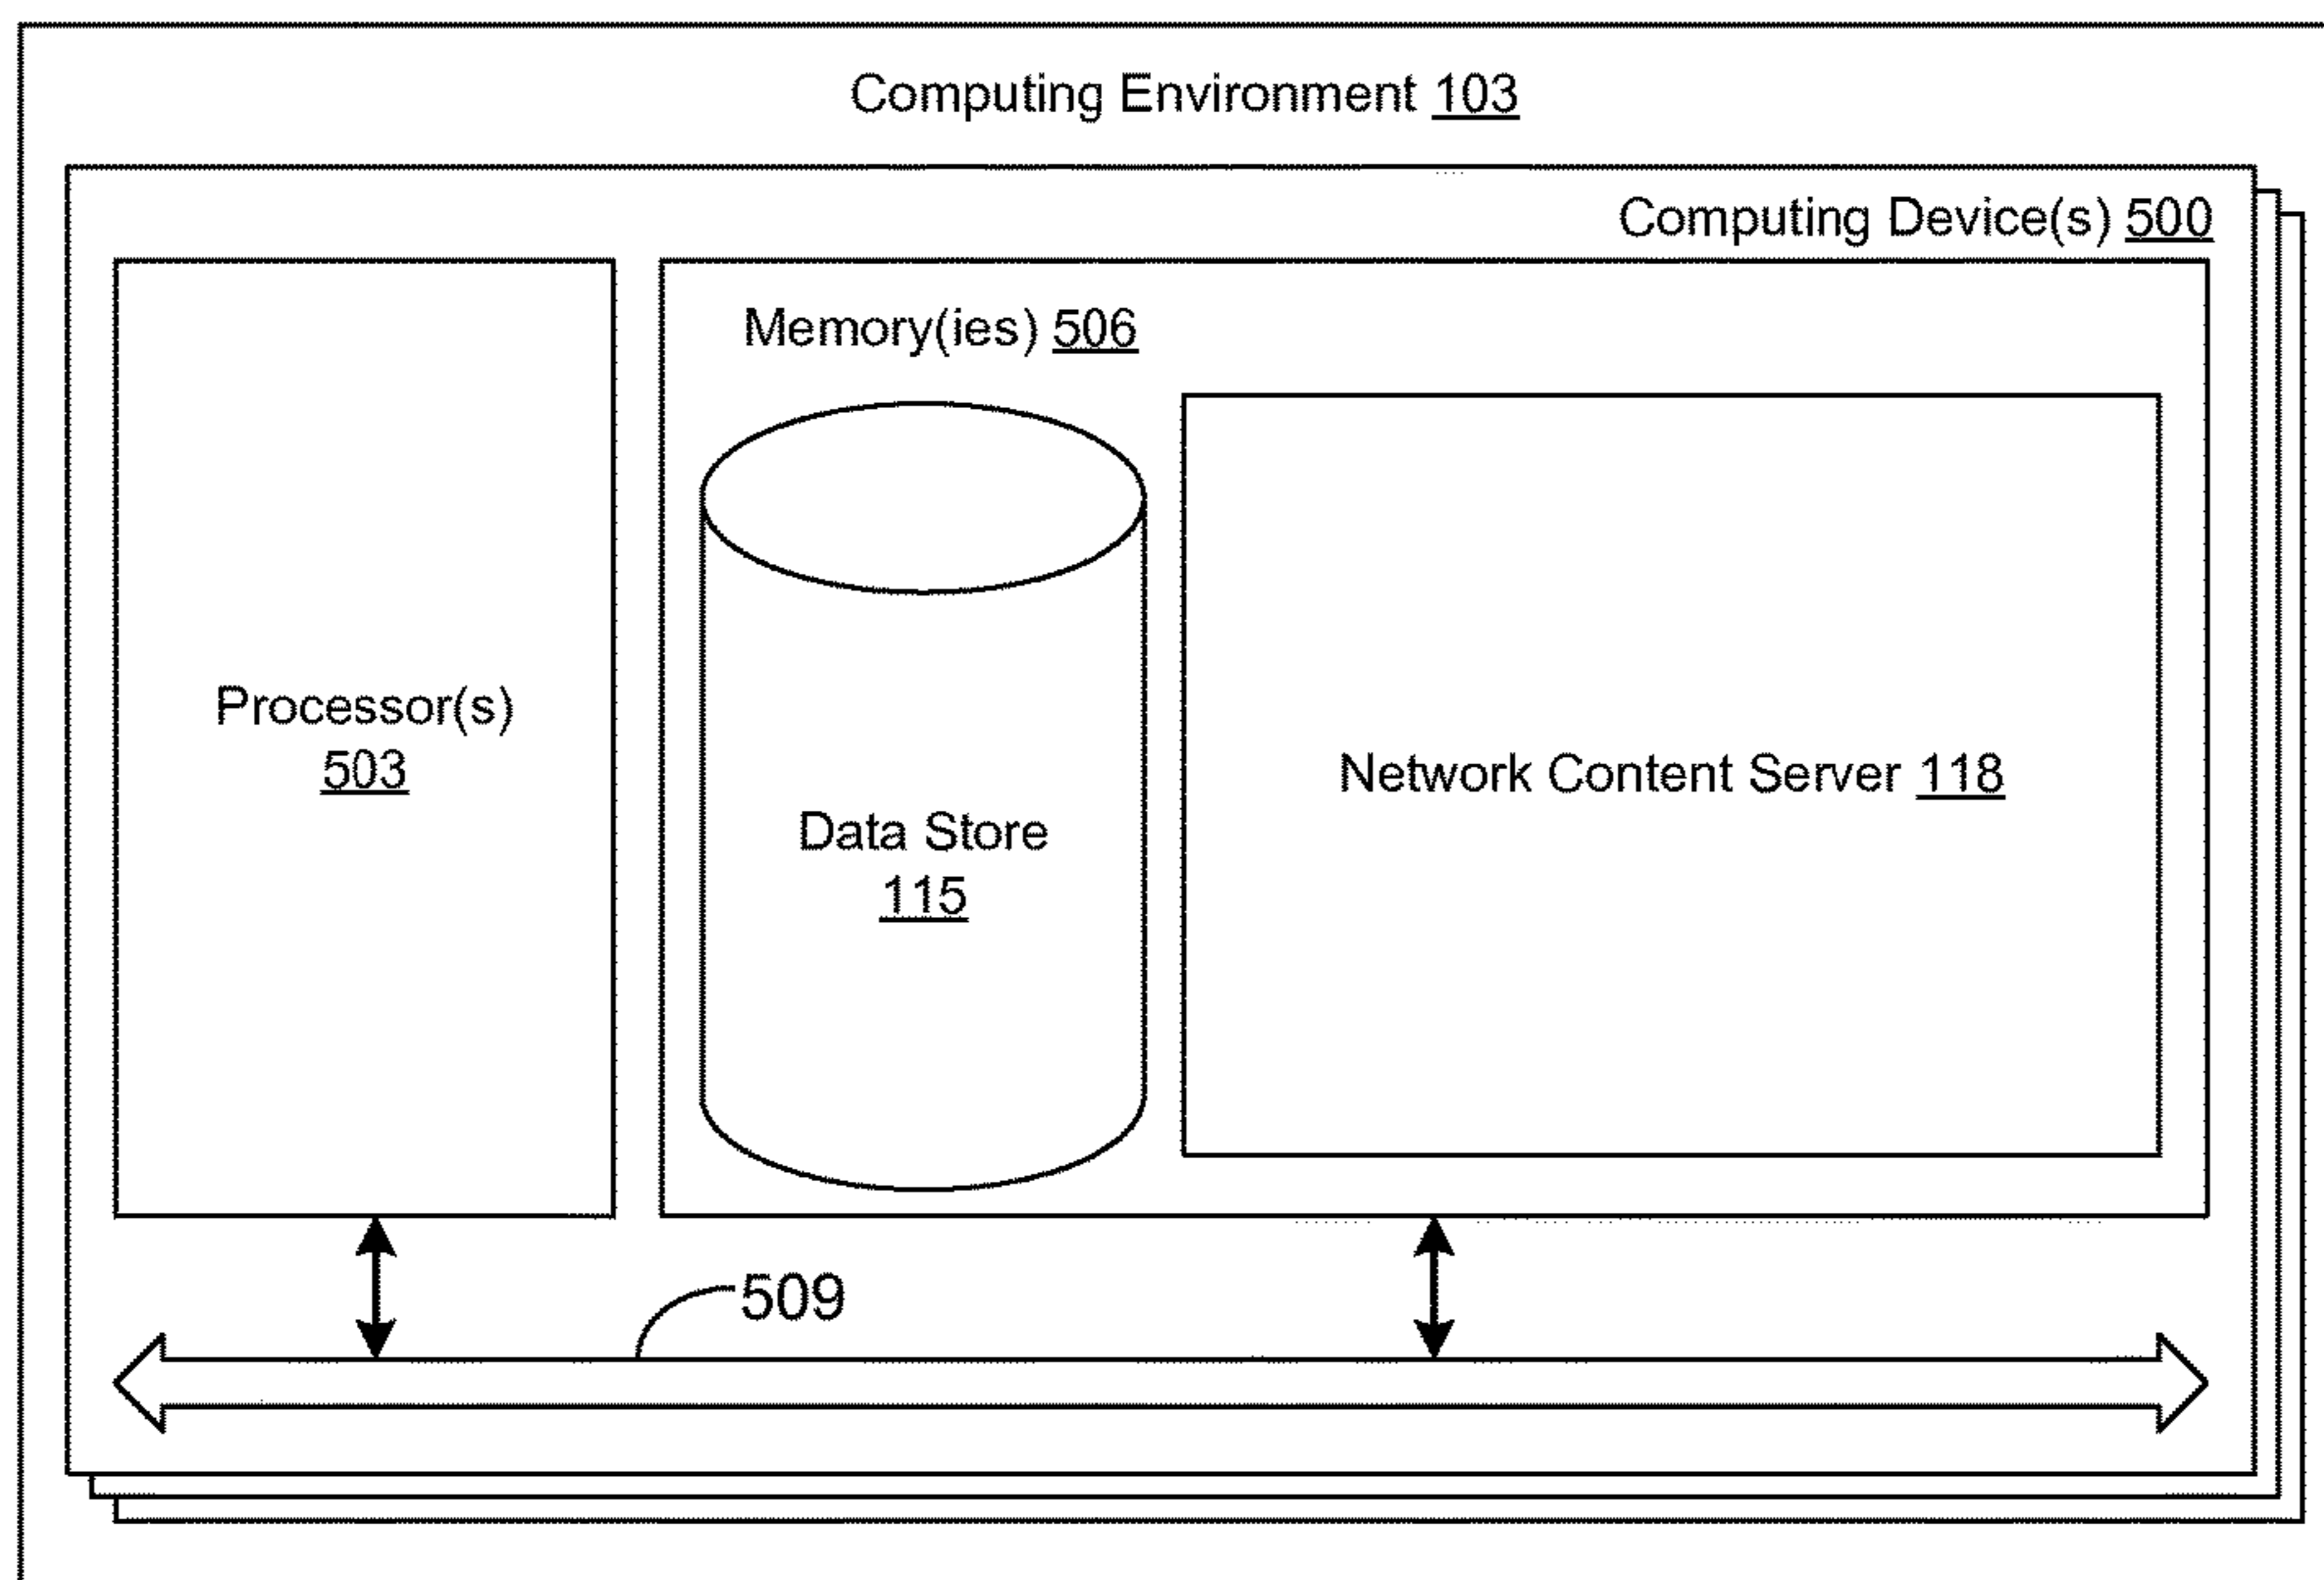 Computing Environment 103
Computing Device(s) 500
Memory(ies) 506
Processor(s)
503
Network Content Server 118
Data Store
115
509